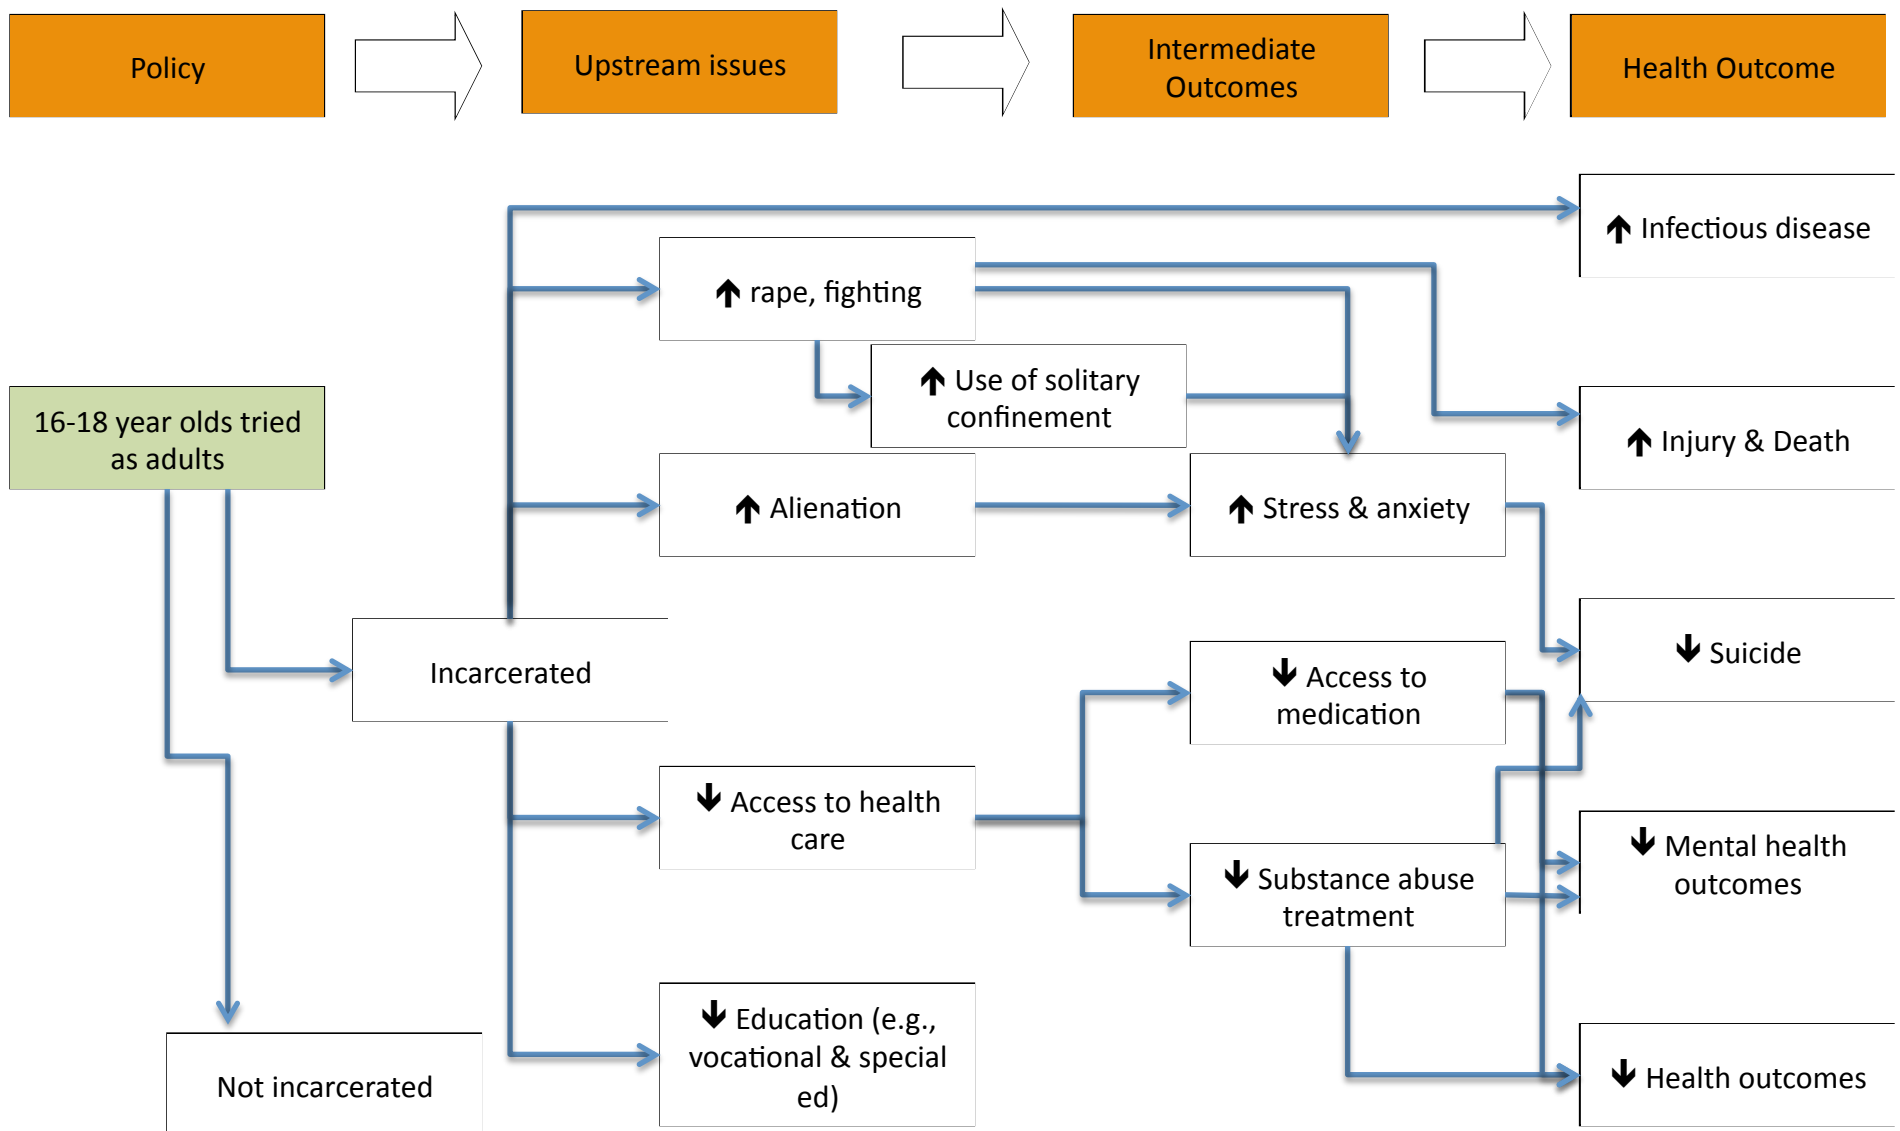 Policy
Upstream issues
Intermediate
Outcomes
Health Outcome
🡹 Infectious disease
🡹 rape, fighting
🡹 Use of solitary
confinement
16-18 year olds tried
as adults
🡹 Injury & Death
🡹 Alienation
🡹 Stress & anxiety
Incarcerated
🡻 Suicide
🡻 Access to
medication
🡻 Access to health
care
🡻 Substance abuse
treatment
🡻 Mental health
outcomes
🡻 Education (e.g.,
vocational & special
ed)
Not incarcerated
🡻 Health outcomes